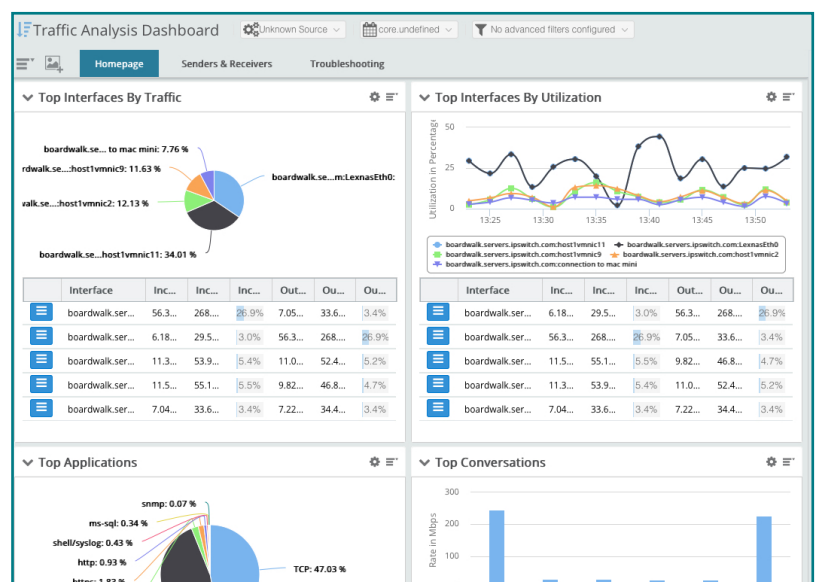 Traffic Analysis Dashboard
Unknown Source
core.undefined
No advanced filters configured
Homepage
Senders & Receivers
Troubleshooting
Top Interfaces By Traffic
boardwalk.se... to mac mini: 7.76 %
rdwalk.se...:host1vmnic9: 11.63 %
walk.se...:host1vmnic2: 12.13 %
boardwalk.se...host1vmnic11: 34.01 %
boardwalk.se...m:LexnasEth0:
Interface Inc... Inc... Inc... Out... Ou... Ou...
boardwalk.ser... 56.3... 268.... 26.9% 7.05... 33.6... 3.4%
boardwalk.ser... 6.18... 29.5... 3.0% 56.3... 268.... 26.9%
boardwalk.ser... 11.3... 53.9... 5.4% 11.0... 52.4... 5.2%
boardwalk.ser... 11.5... 55.1... 5.5% 9.82... 46.8... 4.7%
boardwalk.ser... 7.04... 33.6... 3.4% 7.22... 34.4... 3.4%
Top Interfaces By Utilization
Utilization in Percentage
50
25
0
13:25 13:30 13:35 13:40 13:45 13:50
boardwalk.servers.ipswitch.com:host1vmnic11 boardwalk.servers.ipswitch.com:LexnasEth0
boardwalk.servers.ipswitch.com:host1vmnic9 boardwalk.servers.ipswitch.com:host1vmnic2
boardwalk.servers.ipswitch.com:connection to mac mini
Interface Inc... Inc... Inc... Out... Ou... Ou...
boardwalk.ser... 6.18... 29.5... 3.0% 56.3... 268.... 26.9%
boardwalk.ser... 56.3... 268.... 26.9% 7.05... 33.6... 3.4%
boardwalk.ser... 11.5... 55.1... 5.5% 9.82... 46.8... 4.7%
boardwalk.ser... 11.3... 53.9... 5.4% 11.0... 52.4... 5.2%
boardwalk.ser... 7.04... 33.6... 3.4% 7.22... 34.4... 3.4%
Top Applications
snmp: 0.07 %
ms-sql: 0.34 %
shell/syslog: 0.43 %
http: 0.93 %
https: 1.83 %
TCP: 47.03 %
Top Conversations
Rate in Mbps
300
200
100